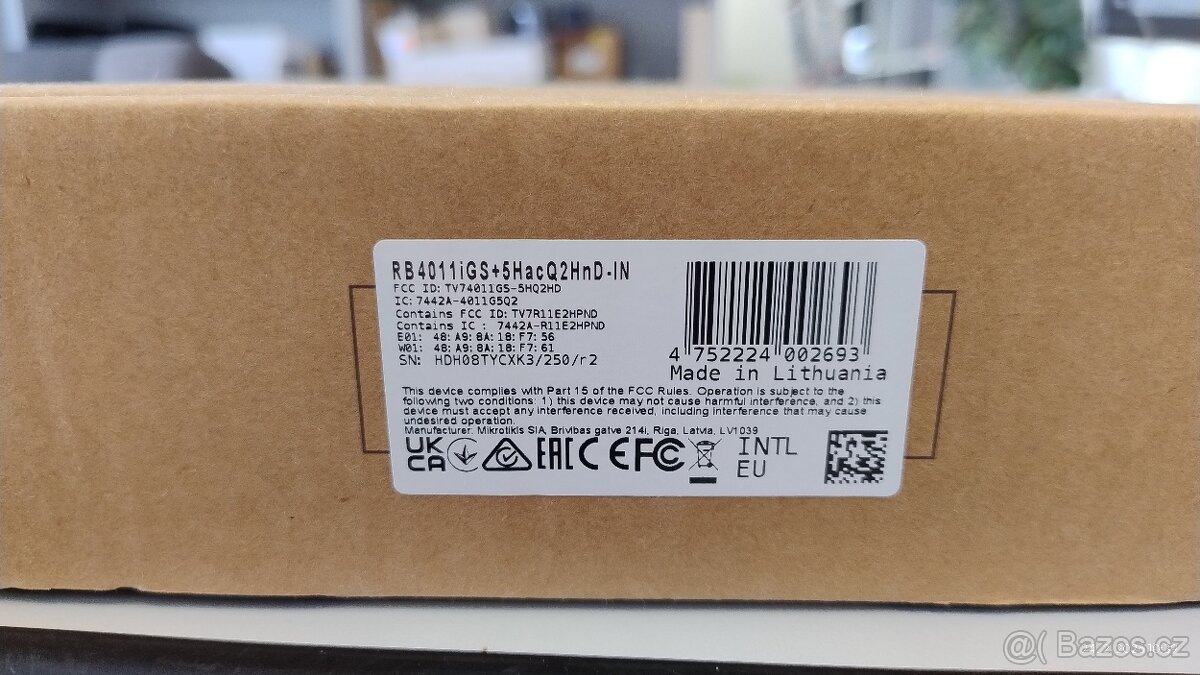 RB4011iGS+5HacQ2HnD-IN
FCC ID: TV74011GS-5HQ2HD
IC: 7442A-4011G5Q2
Contains FCC ID: TV7R11E2HPND
Contains IC : 7442A-R11E2HPND
E01: 48:A9:8A:18:F7:56
W01: 48:A9:8A:18:F7:61
SN: HDH08TYCXK3/250/r2
4 752224 002693
Made in Lithuania
This device complies with Part 15 of the FCC Rules. Operation is subject to the
following two conditions: 1) this device may not cause harmful interference, and 2) this
device must accept any interference received, including interference that may cause
undesired operation.
Manufacturer: Mikrotikls SIA, Brivibas gatve 214i, Riga, Latvia, LV1039
UK
CA
EAC CE FC
INTL
EU
@( Bazos.cz